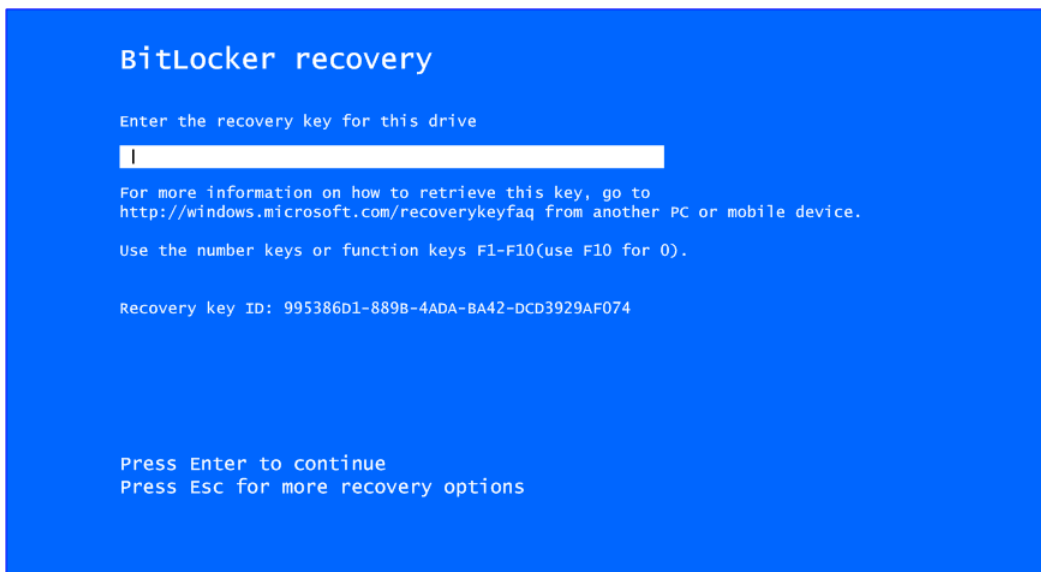 BitLocker recovery
Enter the recovery key for this drive
For more information on how to retrieve this key, go to
http://windows.microsoft.com/recoverykeyfaq from another PC or mobile device.
Use the number keys or function keys F1-F10(use F10 for 0).
Recovery key ID: 995386D1-889B-4ADA-BA42-DCD3929AF074
Press Enter to continue
Press Esc for more recovery options